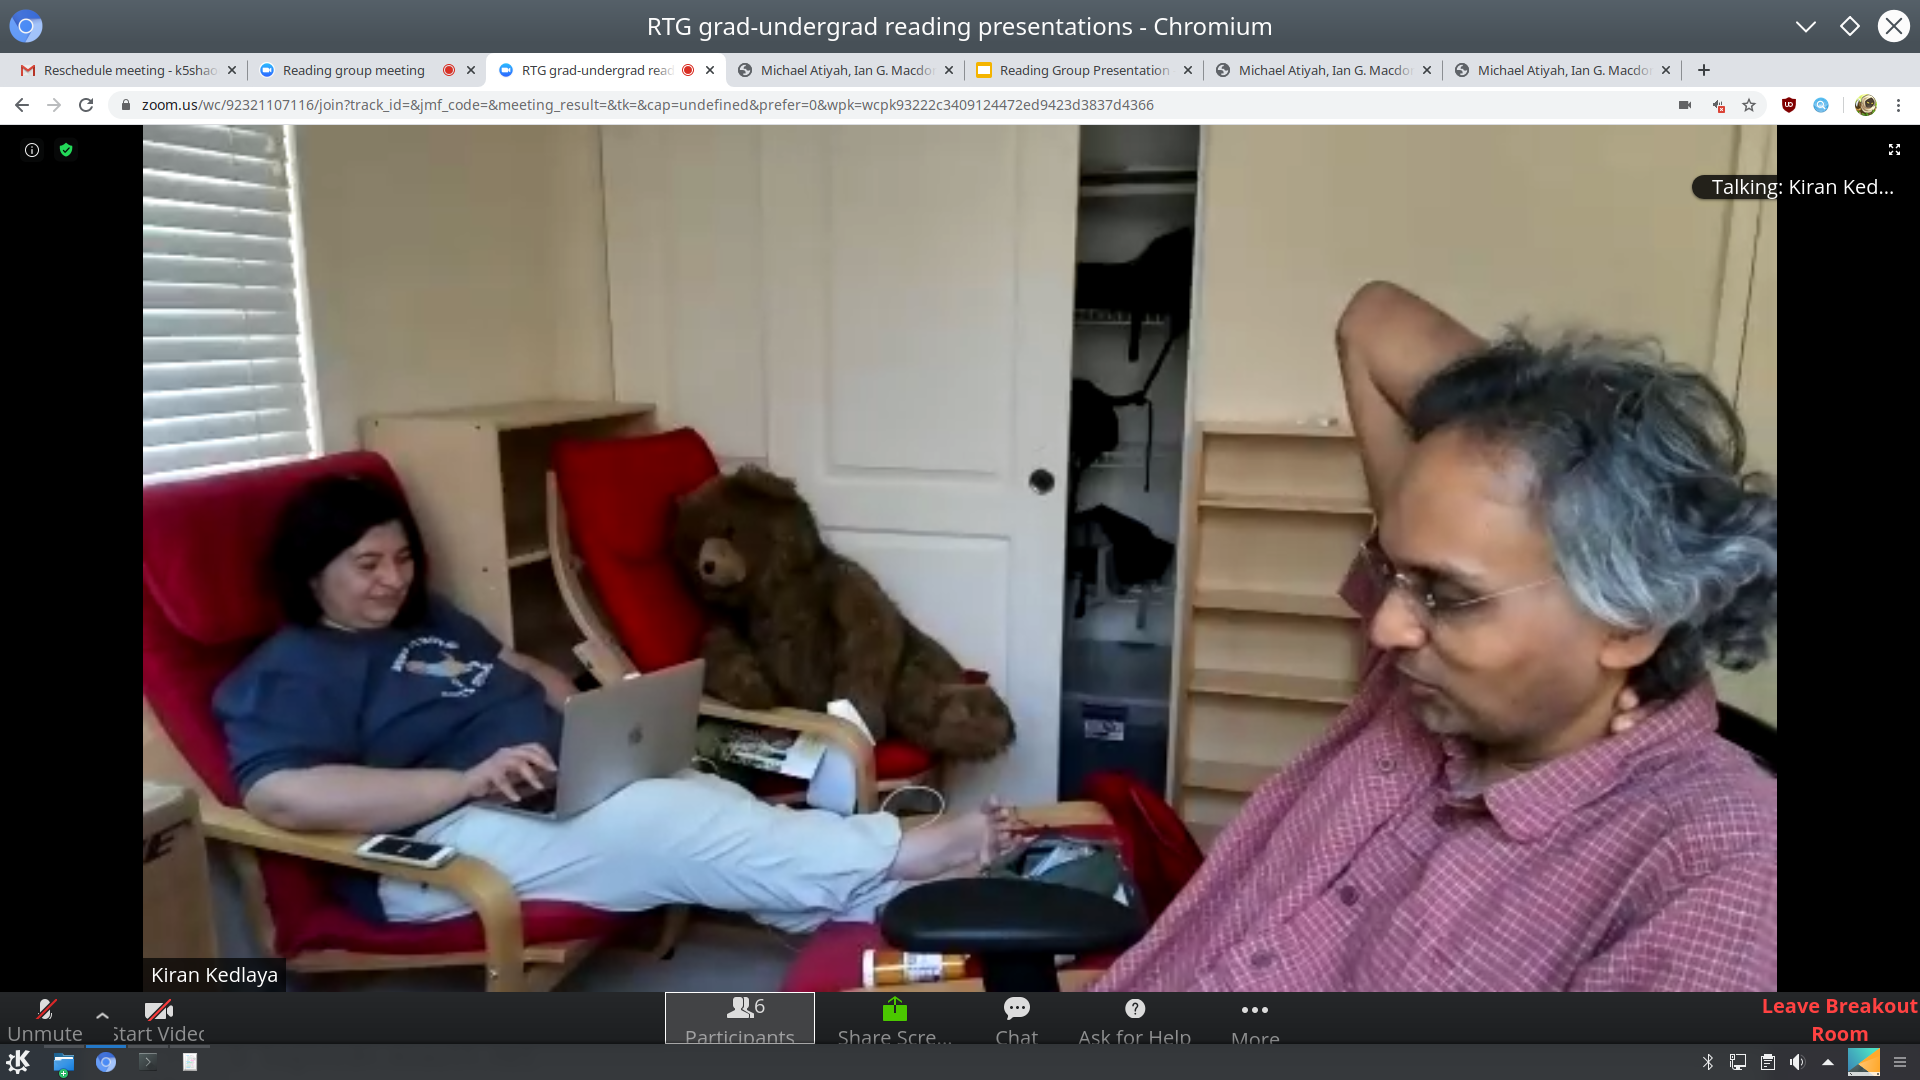 RTG grad-undergrad reading presentations - Chromium
Reschedule meeting - k5shao
Reading group meeting
RTG grad-undergrad read
Michael Atiyah, Ian G. Macdo
Reading Group Presentation
Michael Atiyah, Ian G. Macdo
Michael Atiyah, Ian G. Macdo
zoom.us/wc/92321107116/join?track_id=&jmf_code=&meeting_result=&tk=&cap=undefined&prefer=0&wpk=wcpk93222c3409124472ed9423d3837d4366
Talking: Kiran Ked...
Kiran Kedlaya
Unmute
Start Video
6
Participants
Share Scre...
Chat
Ask for Help
More
Leave Breakout
Room